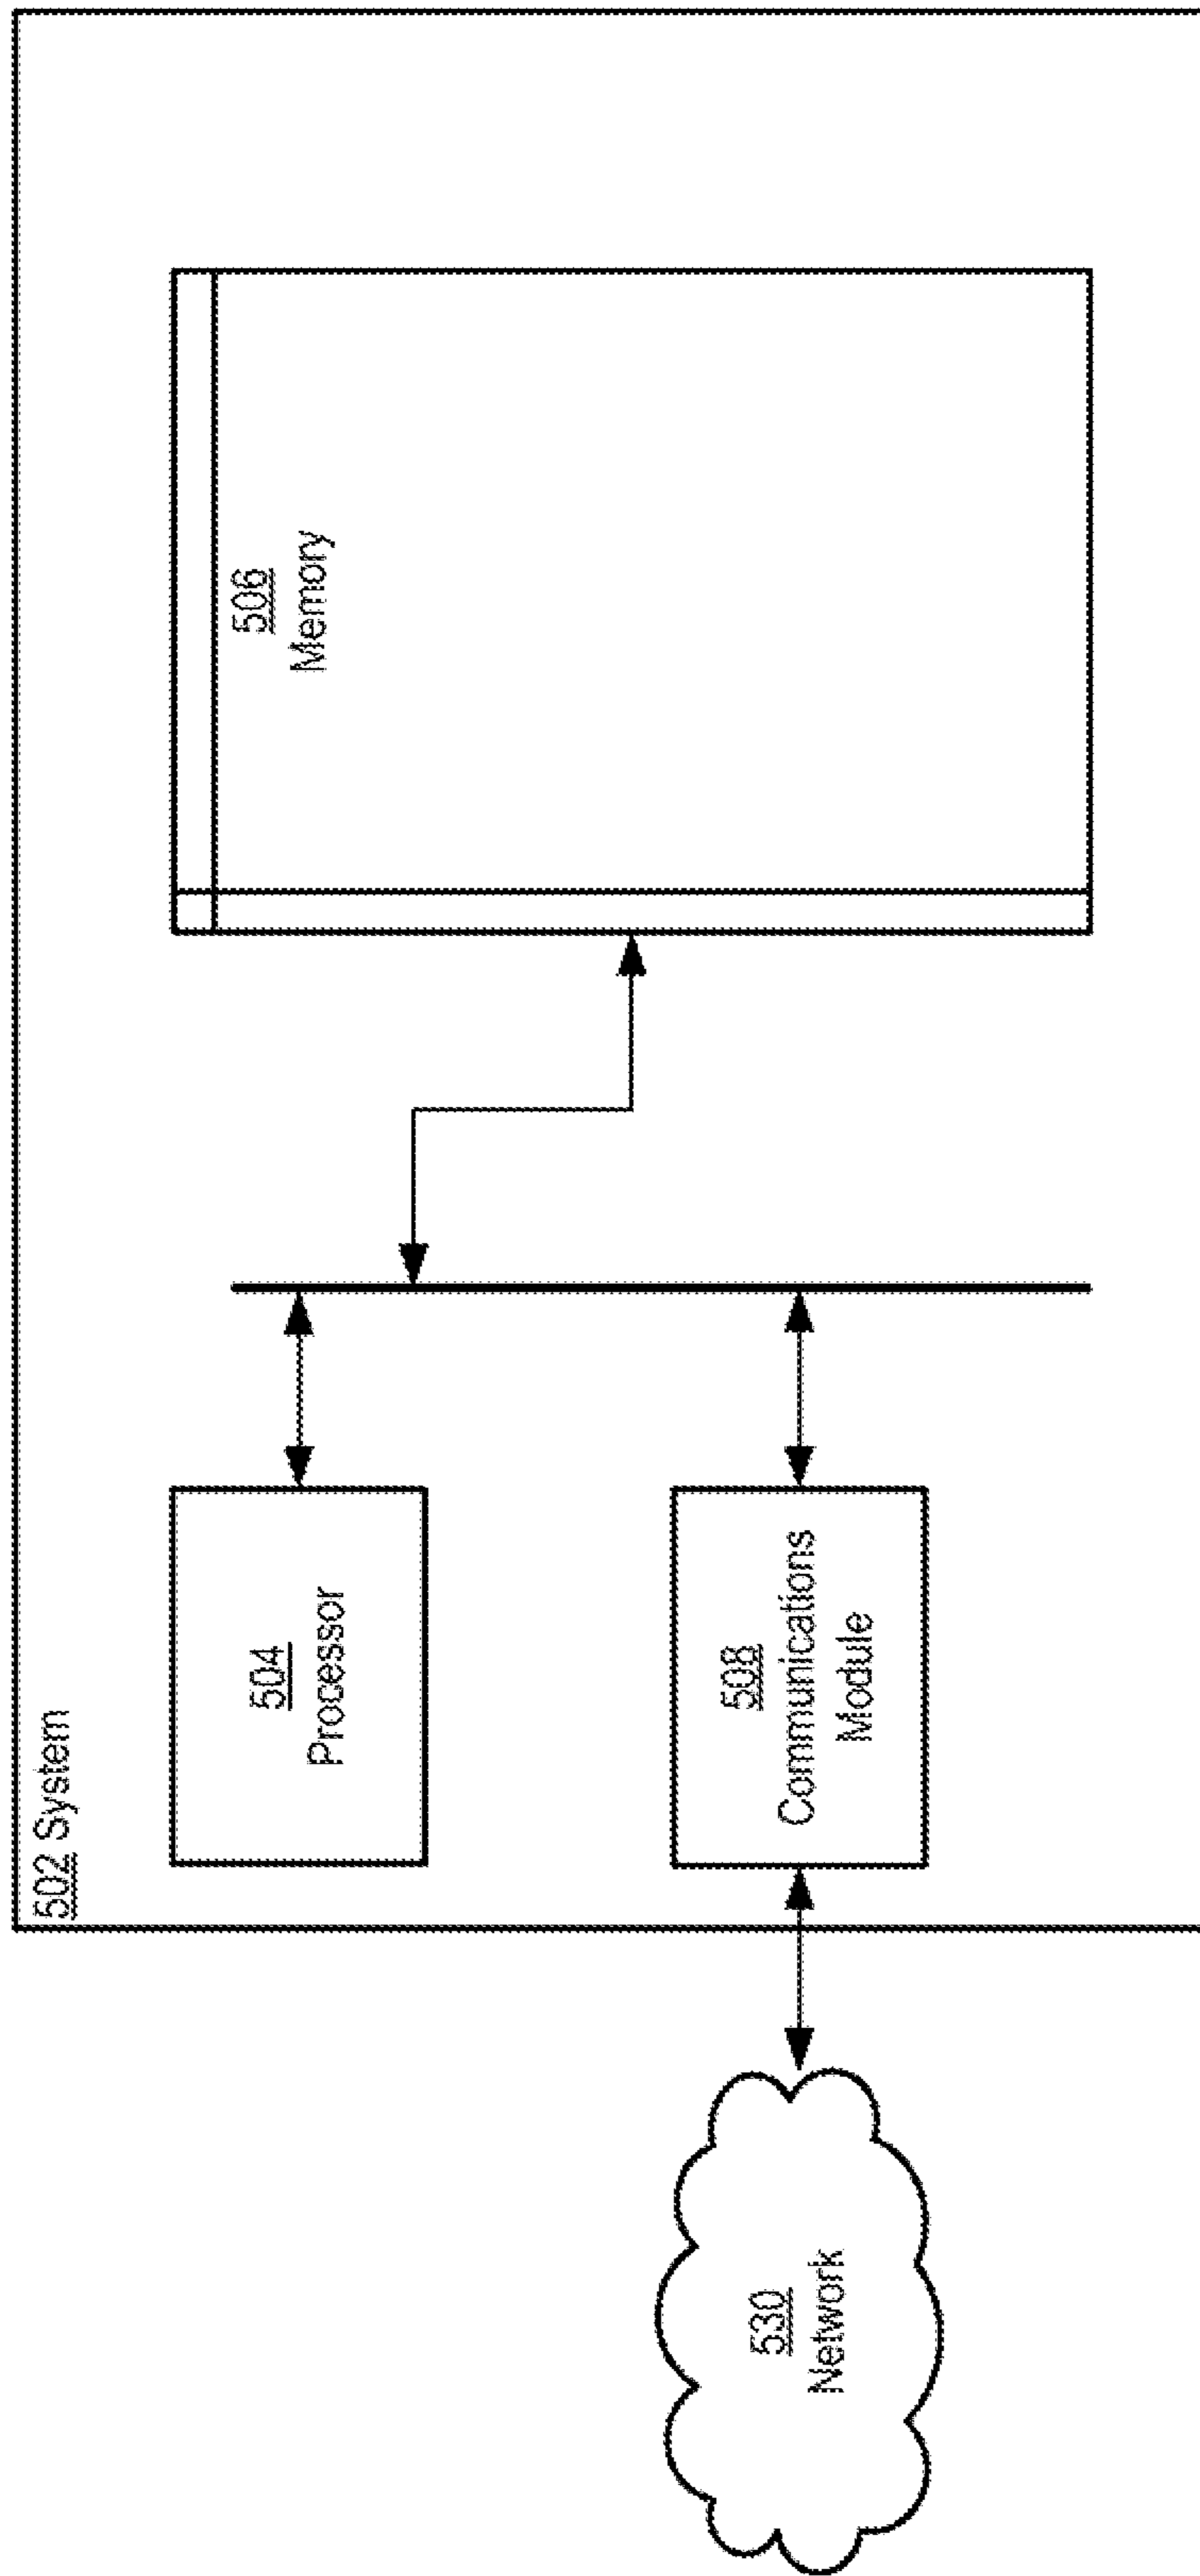 502 System
504
Processor
506
Memory
508
Communications
Module
530
Network